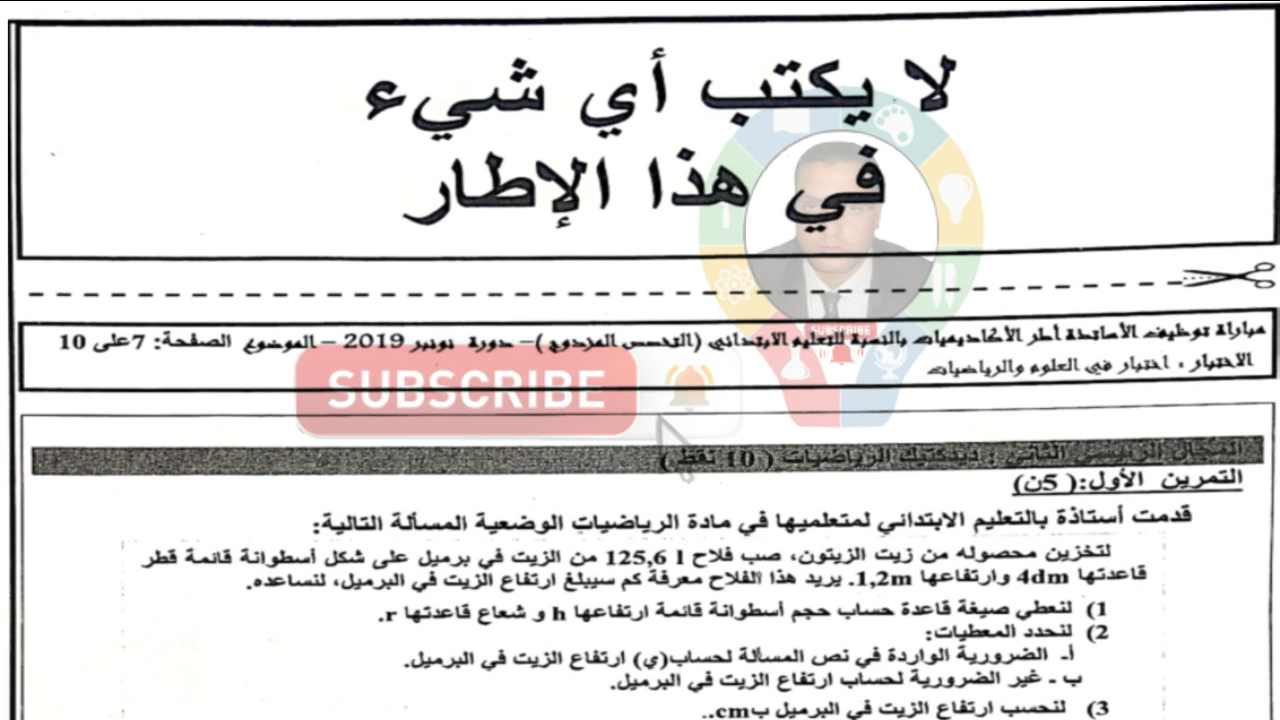 لا يكتب أي شيء
في هذا الإطار
مباراة توظيف الأساتذة أطر الأكاديميات بالنسبة للتعليم الابتدائي (التخصص المزدوج)– دورة نونبر 2019 –الموضوع الصفحة: 7على 10
الاختبار : اختبار في العلوم والرياضيات
SUBSCRIBE
SUBSCRIBE
المجال الرئيسي الثاني : ديدكتيك الرياضيات ( 10 نقط )
التمرين الأول:( 5ن)
قدمت أستاذة بالتعليم الابتدائي لمتعلميها في مادة الرياضيات الوضعية المسألة التالية:
لتخزين محصوله من زيت الزيتون، صب فلاح 125,6 l من الزيت في برميل على شكل أسطوانة قائمة قطر
قاعدتها 4dm وارتفاعها 1,2m. يريد هذا الفلاح معرفة كم سيبلغ ارتفاع الزيت في البرميل، لنساعده.
1) لنعطي صيغة قاعدة حساب حجم أسطوانة قائمة ارتفاعها h و شعاع قاعدتها r.
2) لنحدد المعطيات:
أ- الضرورية الواردة في نص المسألة لحساب(ي) ارتفاع الزيت في البرميل.
ب - غير الضرورية لحساب ارتفاع الزيت في البرميل.
3) لنحسب ارتفاع الزيت في البرميل بcm..